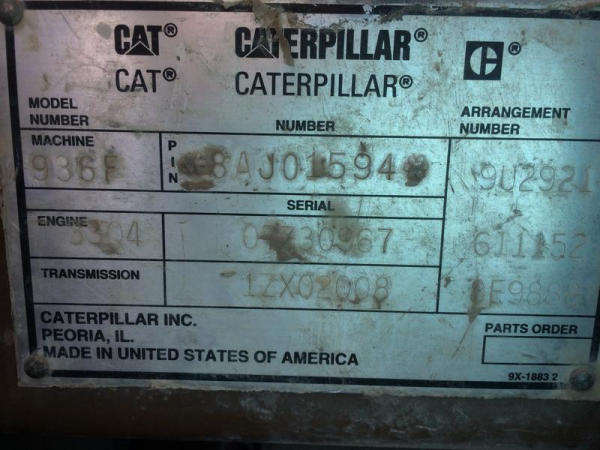 CAT® CATERPILLAR® ®
CAT® CATERPILLAR®
MODEL NUMBER NUMBER ARRANGEMENT NUMBER
MACHINE 936F PIN 9U2921
SERIAL
ENGINE 3304
TRANSMISSION 1ZX02008
CATERPILLAR INC.
PEORIA, IL.
MADE IN UNITED STATES OF AMERICA
PARTS ORDER
9X-1883 2